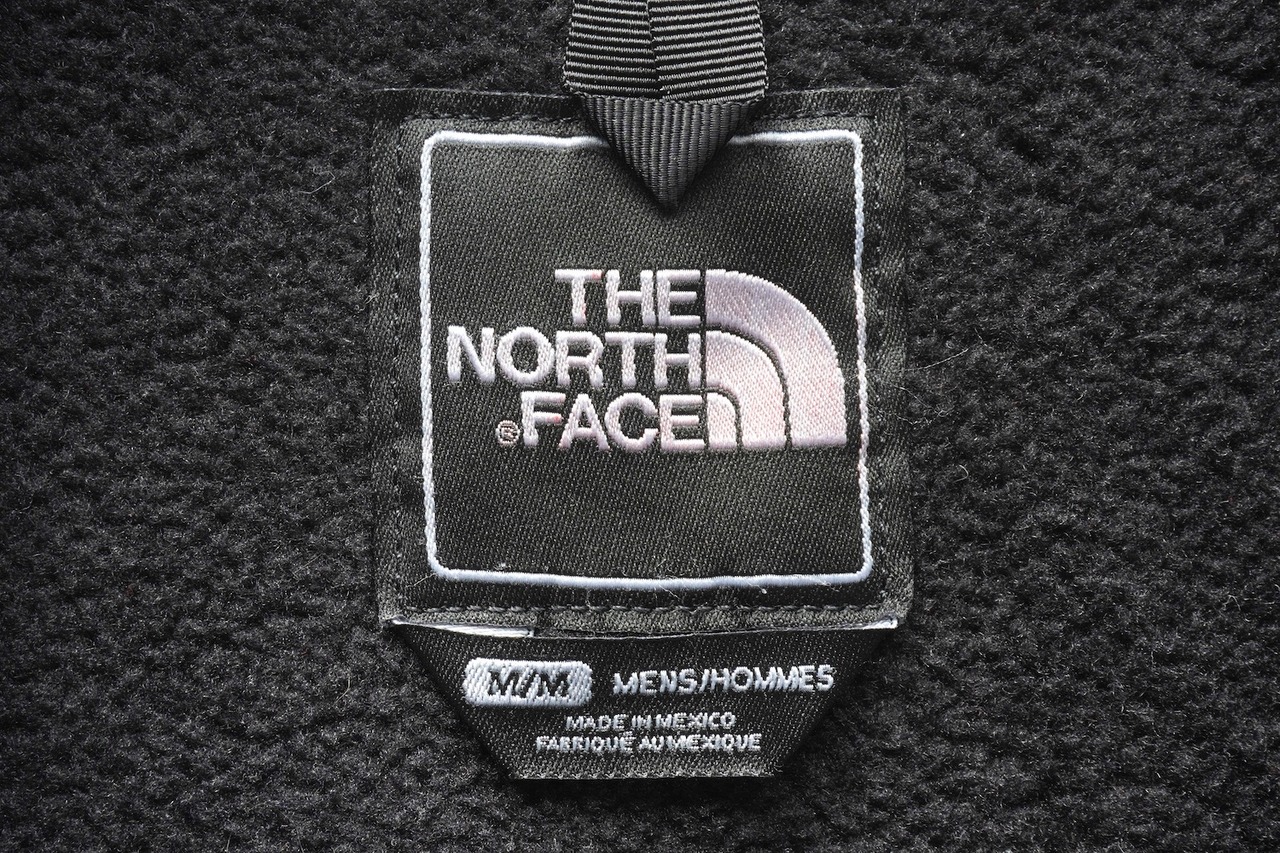 THE
NORTH
®FACE
M/M MENS/HOMMES
MADE IN MEXICO
FABRIQUÉ AU MEXIQUE